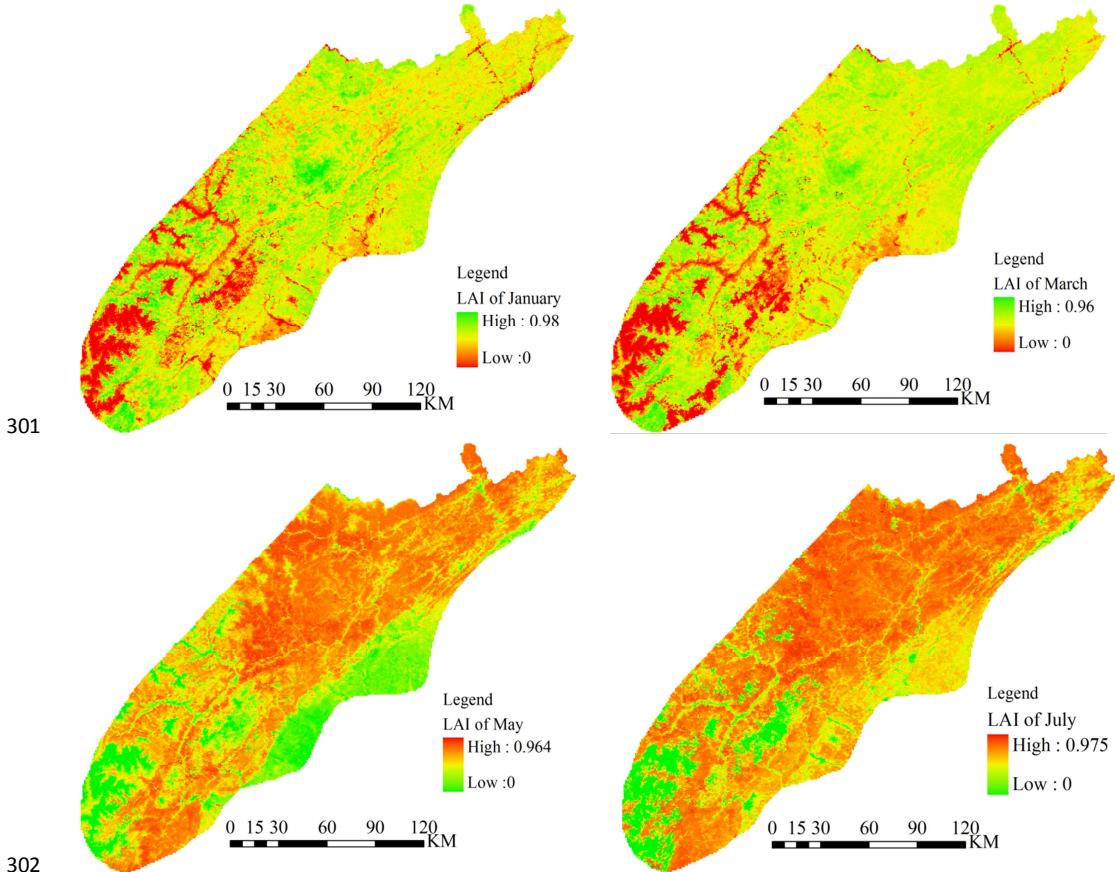 Legend
LAI of January
High : 0.98
Low :0
0 15 30 60 90 120
KM
Legend
LAI of March
High : 0.96
Low : 0
0 15 30 60 90 120
KM
301
Legend
LAI of May
High : 0.964
Low :0
0 15 30 60 90 120
KM
Legend
LAI of July
High : 0.975
Low : 0
0 15 30 60 90 120
KM
302